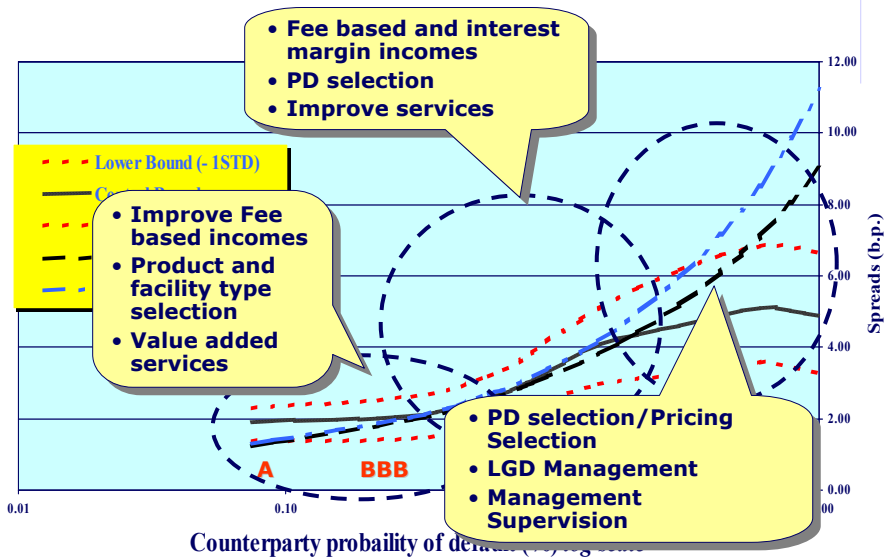 • Fee based and interest
margin incomes
• PD selection
• Improve services
12.00
10.00
8.00
6.00
4.00
2.00
0.00
Spreads (b.p.)
Lower Bound (- 1STD)
• Improve Fee
based incomes
• Product and
facility type
selection
• Value added
services
• PD selection/Pricing
Selection
• LGD Management
• Management
Supervision
A
BBB
0.01
0.10
Counterparty probaility of